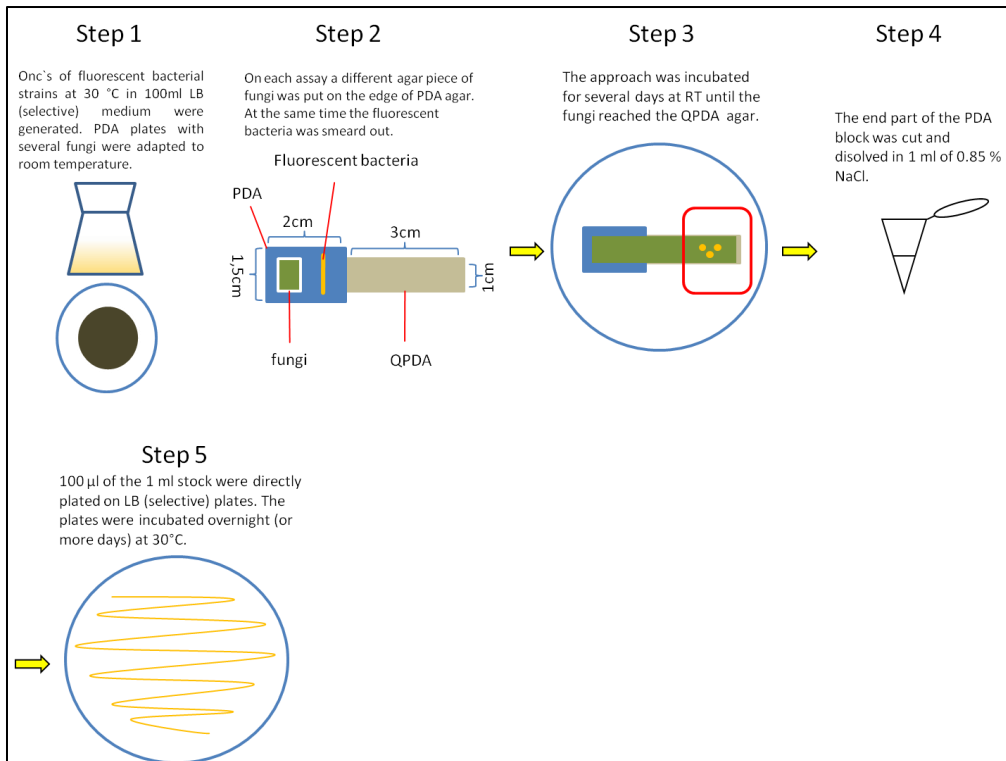 Step 1
Onc`s of fluorescent bacterial
strains at 30 °C in 100ml LB
(selective) medium were
generated. PDA plates with
several fungi were adapted to
room temperature.
Step 2
On each assay a different agar piece of
fungi was put on the edge of PDA agar.
At the same time the fluorescent
bacteria was smeard out.
Fluorescent bacteria
PDA
2cm
3cm
1,5cm
1cm
fungi
QPDA
Step 3
The approach was incubated
for several days at RT until the
fungi reached the QPDA agar.
Step 4
The end part of the PDA
block was cut and
disolved in 1 ml of 0.85 %
NaCl.
Step 5
100 µl of the 1 ml stock were directly
plated on LB (selective) plates. The
plates were incubated overnight (or
more days) at 30°C.